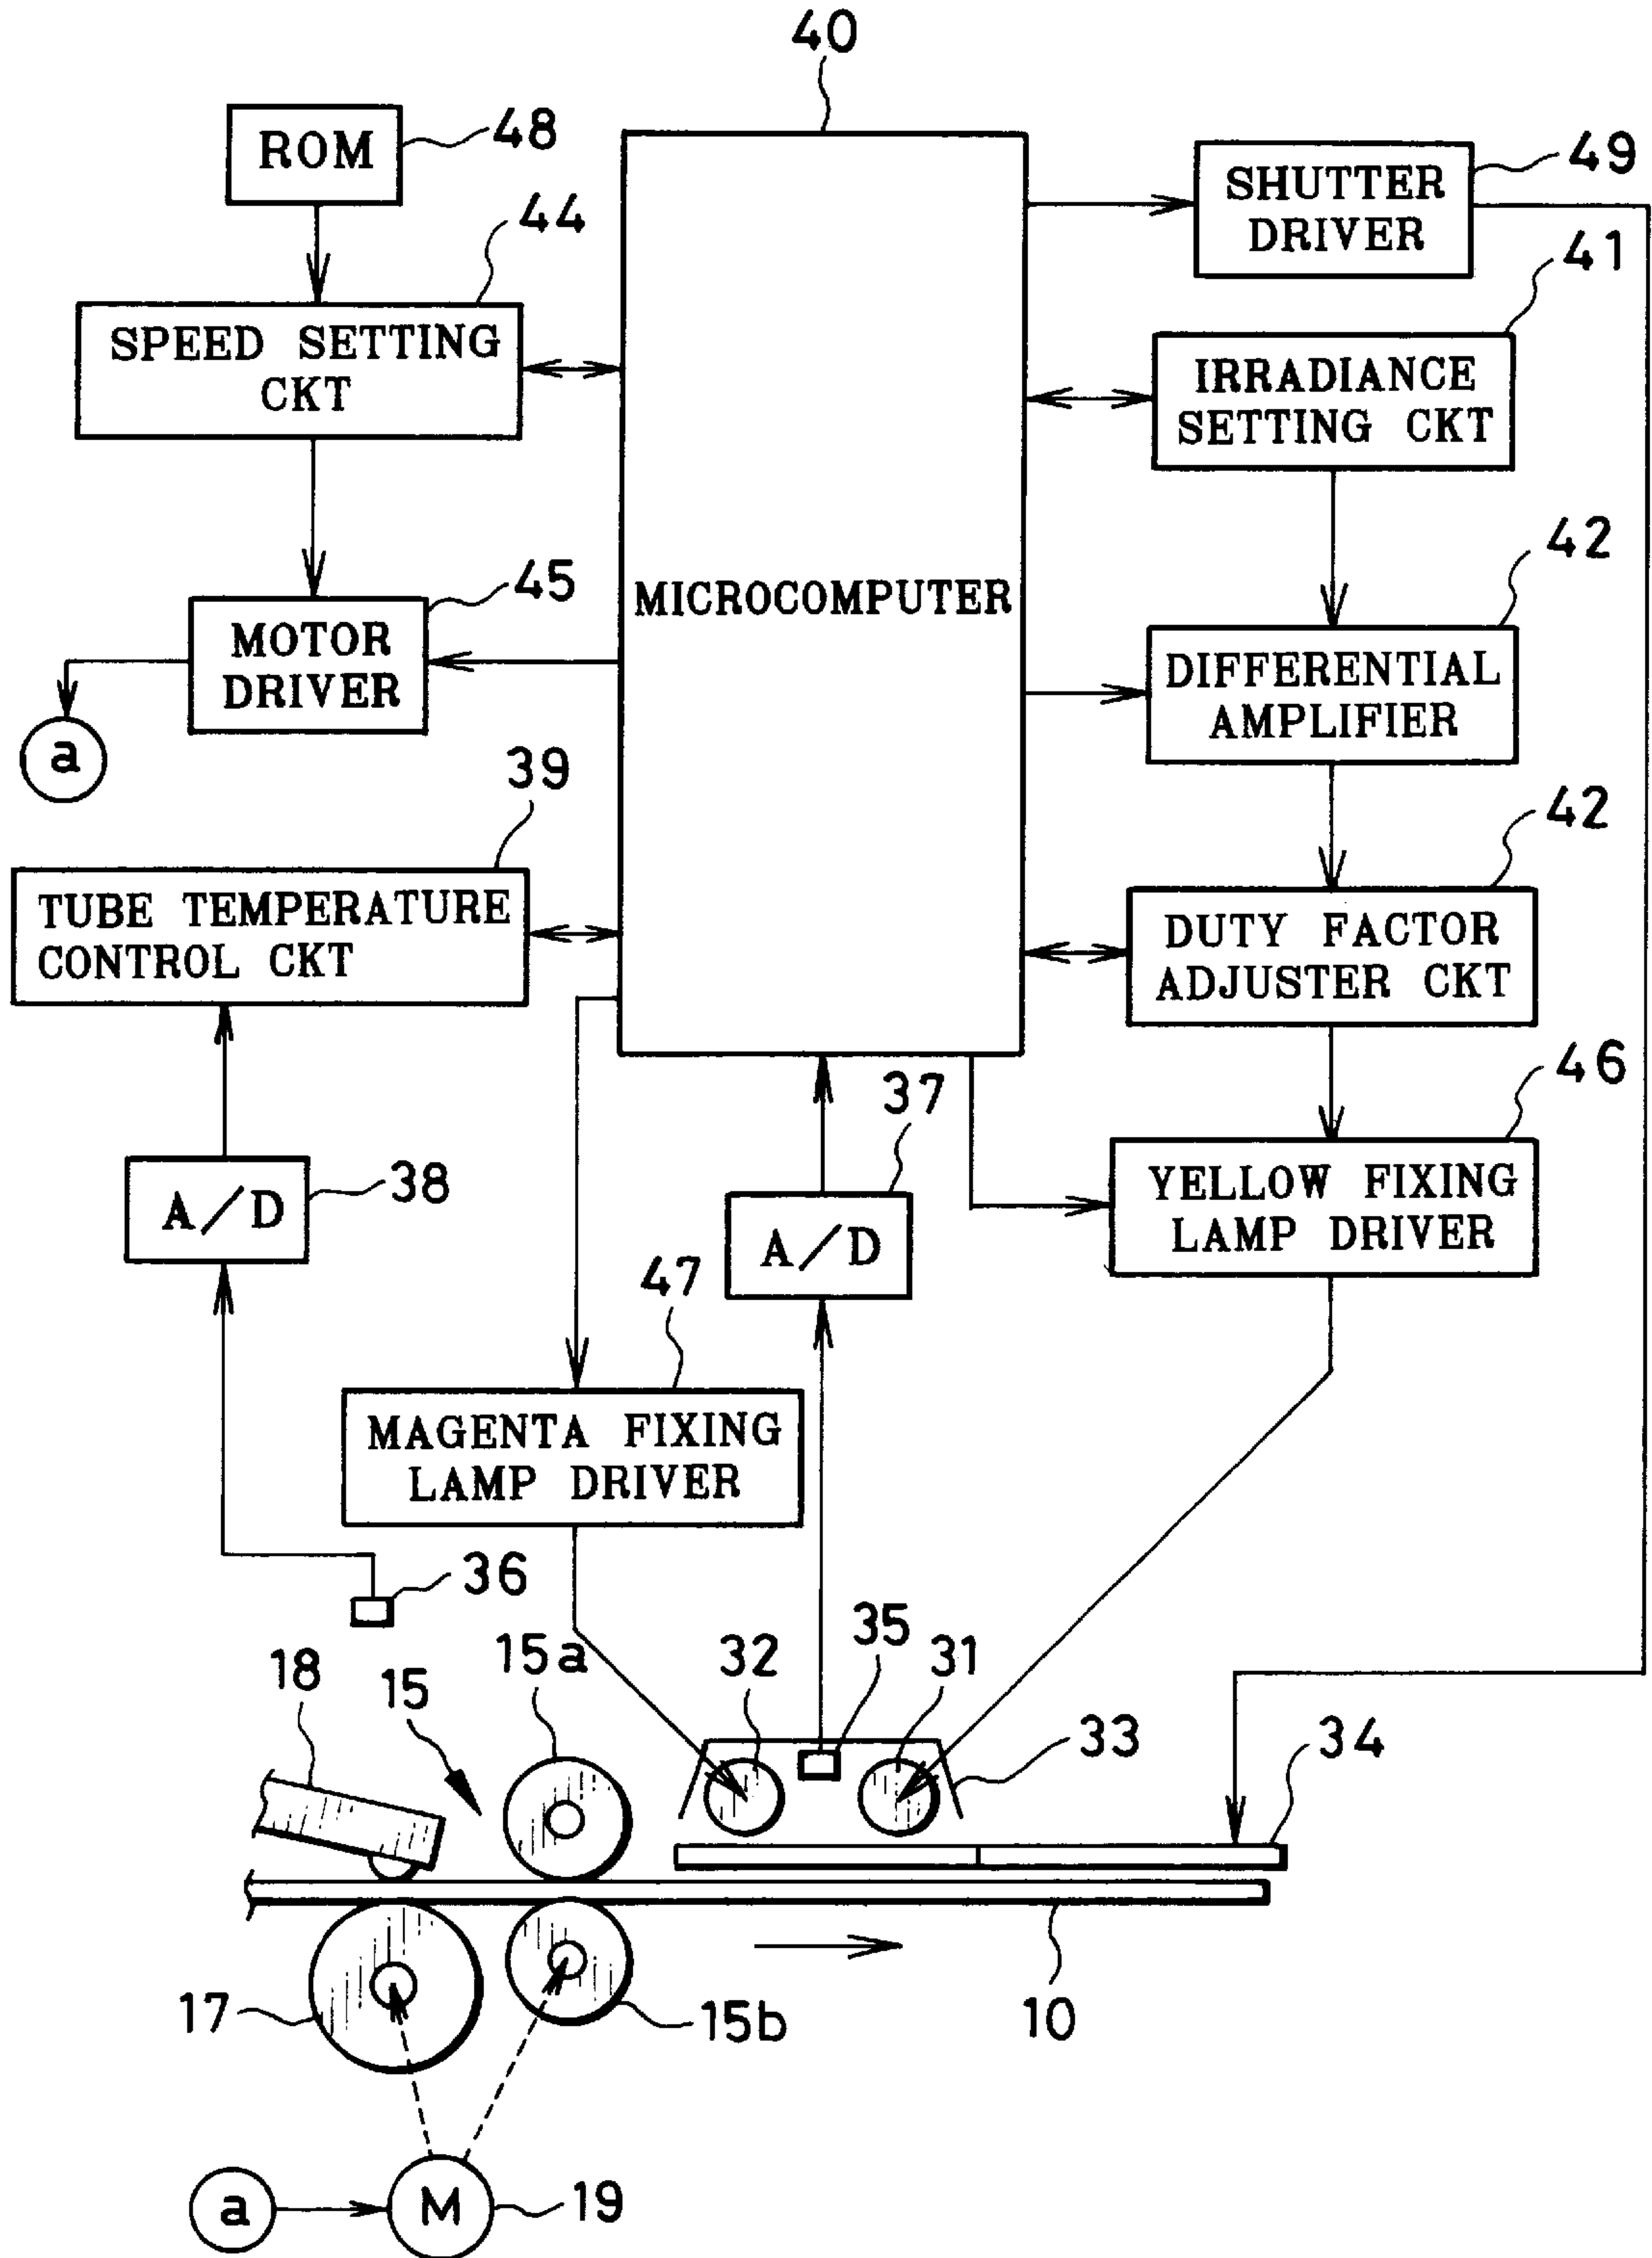 40
ROM
48
SHUTTER
DRIVER
49
44
41
SPEED SETTING
CKT
IRRADIANCE
SETTING CKT
42
45
MICROCOMPUTER
MOTOR
DRIVER
DIFFERENTIAL
AMPLIFIER
a
39
42
TUBE TEMPERATURE
CONTROL CKT
DUTY FACTOR
ADJUSTER CKT
37
46
A/D
38
A/D
YELLOW FIXING
LAMP DRIVER
47
MAGENTA FIXING
LAMP DRIVER
36
35
18
15
15a
32
31
33
34
17
15b
10
a
M
19